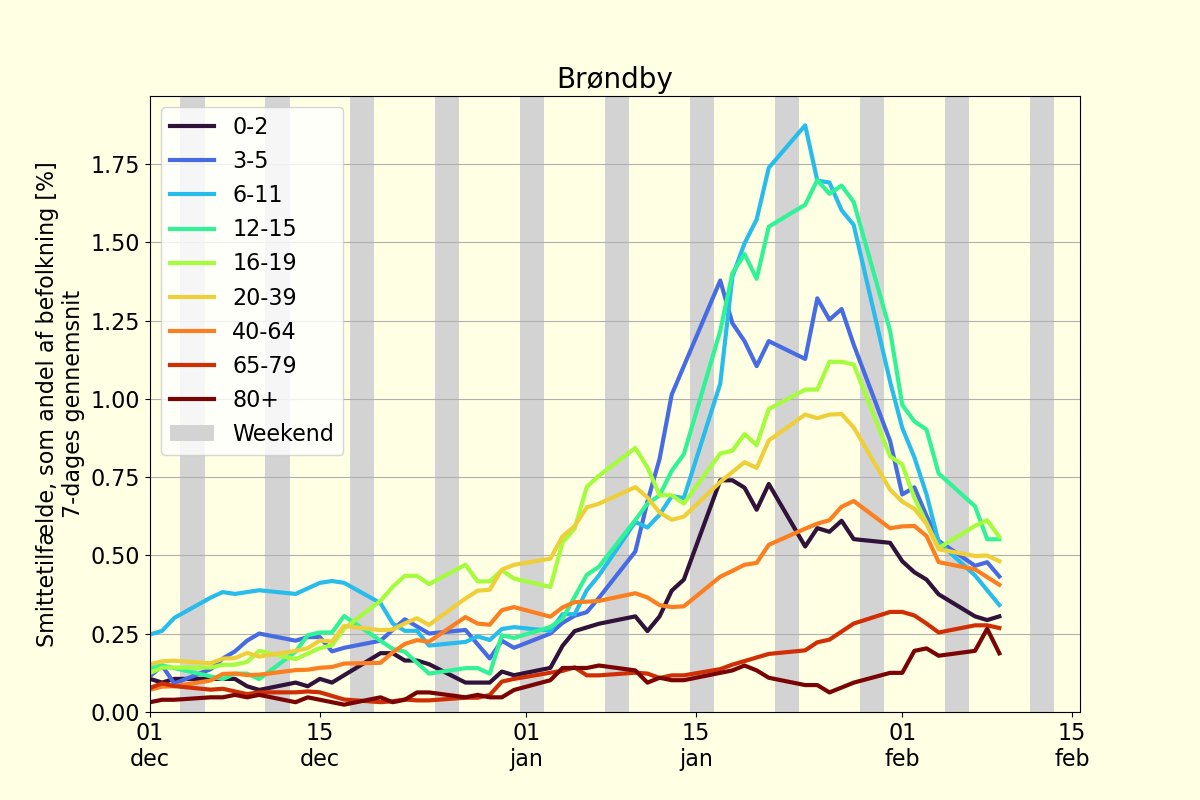 Brøndby
Smittetilfælde, som andel af befolkning [%]
7-dages gennemsnit
1.75
1.50
1.25
1.00
0.75
0.50
0.25
0.00
0-2
3-5
6-11
12-15
16-19
20-39
40-64
65-79
80+
Weekend
01
dec
15
dec
01
jan
15
jan
01
feb
15
feb